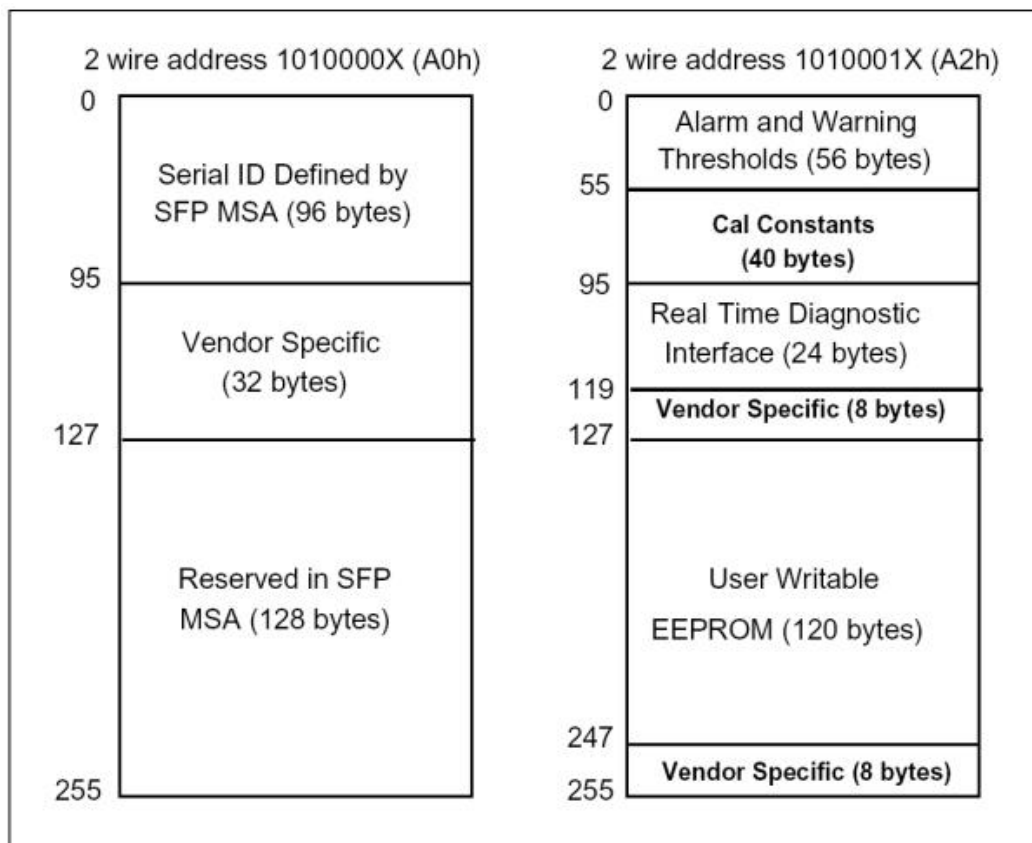 2 wire address 1010000X (A0h)
0
Serial ID Defined by
SFP MSA (96 bytes)
95
Vendor Specific
(32 bytes)
127
Reserved in SFP
MSA (128 bytes)
255
2 wire address 1010001X (A2h)
0
Alarm and Warning
Thresholds (56 bytes)
55
Cal Constants
(40 bytes)
95
Real Time Diagnostic
Interface (24 bytes)
119
Vendor Specific (8 bytes)
127
User Writable
EEPROM (120 bytes)
247
Vendor Specific (8 bytes)
255